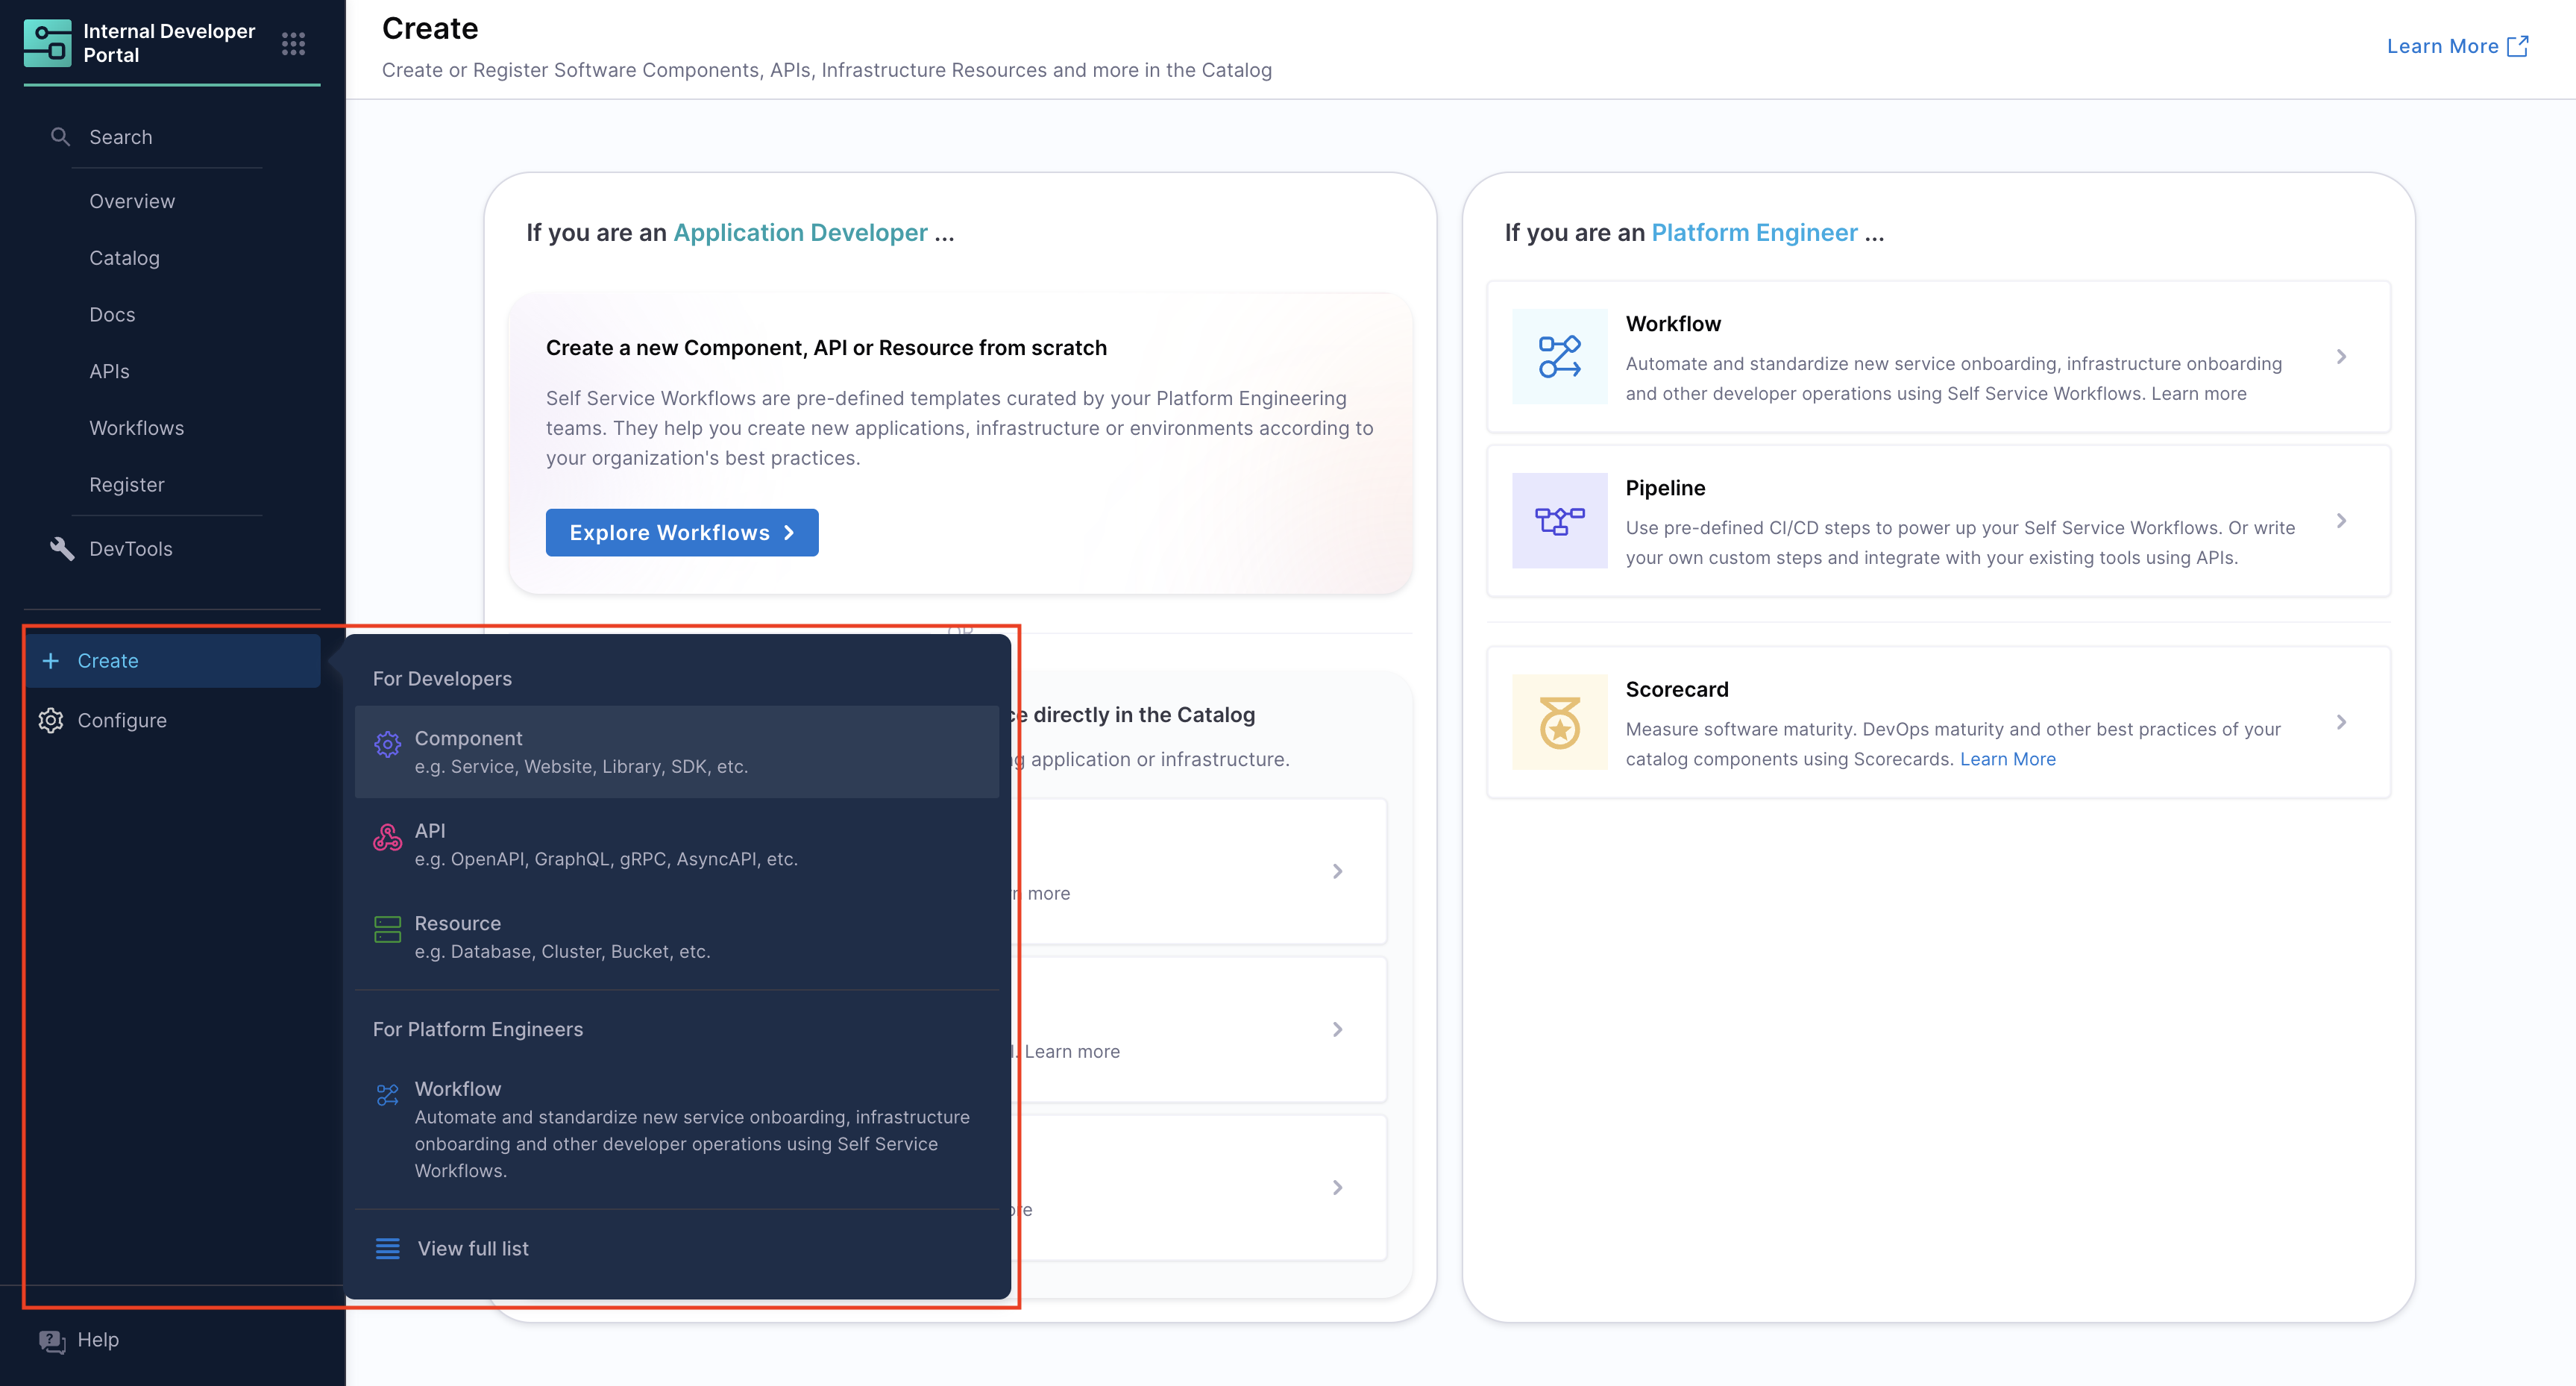 Internal Developer
Portal
Search
Overview
Catalog
Docs
APIs
Workflows
Register
DevTools
Create
Configure
Help
Create
Create or Register Software Components, APIs, Infrastructure Resources and more in the Catalog
Learn More
If you are an Application Developer ...
Create a new Component, API or Resource from scratch
Self Service Workflows are pre-defined templates curated by your Platform Engineering
teams. They help you create new applications, infrastructure or environments according to
your organization's best practices.
Explore Workflows
directly in the Catalog
application or infrastructure.
more
Learn more
For Developers
Component
e.g. Service, Website, Library, SDK, etc.
API
e.g. OpenAPI, GraphQL, gRPC, AsyncAPI, etc.
Resource
e.g. Database, Cluster, Bucket, etc.
For Platform Engineers
Workflow
Automate and standardize new service onboarding, infrastructure
onboarding and other developer operations using Self Service
Workflows.
View full list
If you are an Platform Engineer ...
Workflow
Automate and standardize new service onboarding, infrastructure onboarding
and other developer operations using Self Service Workflows. Learn more
Pipeline
Use pre-defined CI/CD steps to power up your Self Service Workflows. Or write
your own custom steps and integrate with your existing tools using APIs.
Scorecard
Measure software maturity. DevOps maturity and other best practices of your
catalog components using Scorecards. Learn More